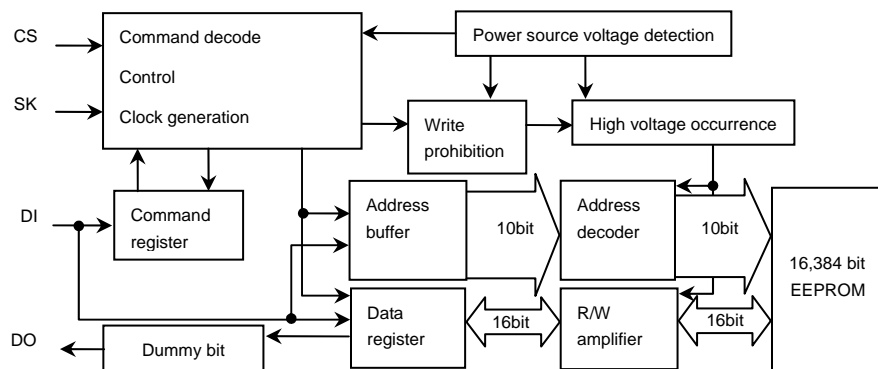 CS
Command decode
Power source voltage detection
Control
SK
Clock generation
Write
prohibition
High voltage occurrence
DI
Command
register
Address
buffer
10bit
Address
decoder
10bit
16,384 bit
EEPROM
Data
register
16bit
R/W
amplifier
16bit
DO
Dummy bit